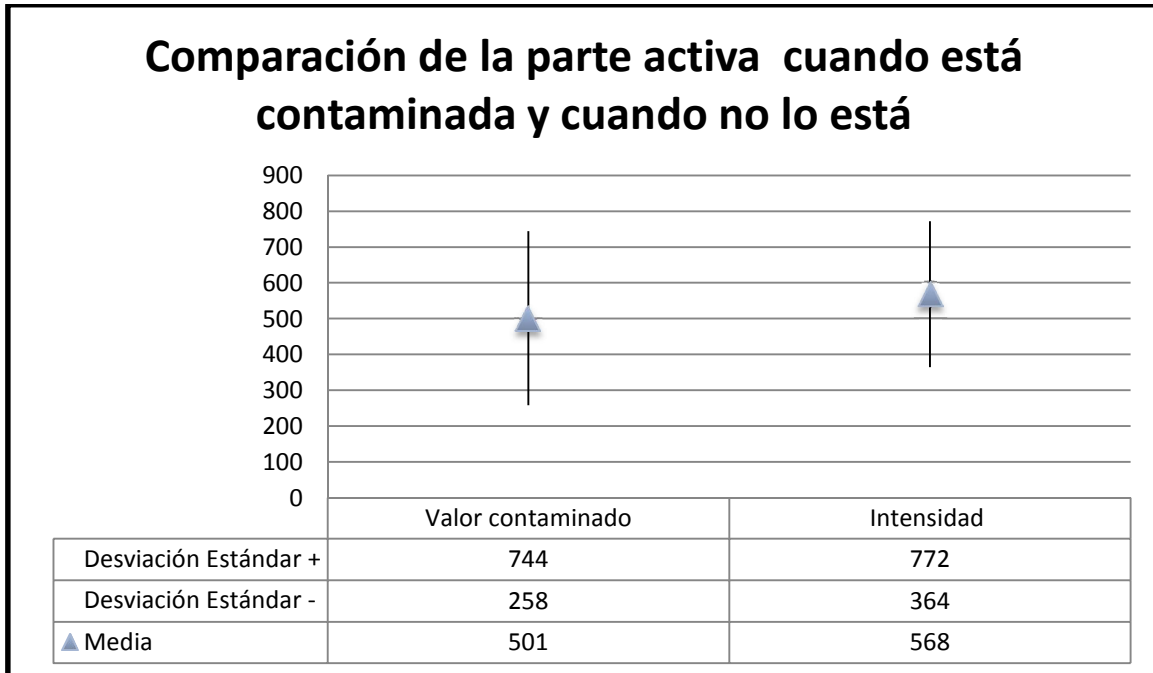 Comparación de la parte activa cuando está
contaminada y cuando no lo está
900
800
700
600
500
400
300
200
100
0
Valor contaminado Intensidad
Desviación Estándar + 744 772
Desviación Estándar - 258 364
Media 501 568